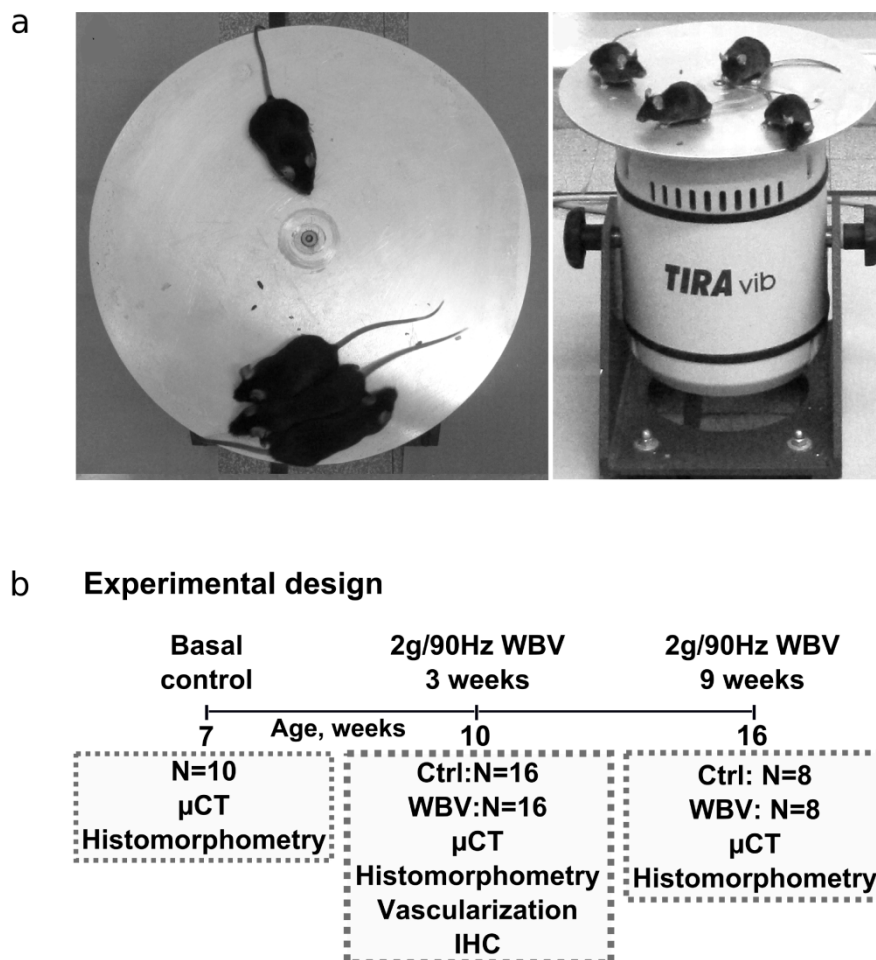 a
TIRA vib
b Experimental design
Basal control
2g/90Hz WBV
3 weeks
2g/90Hz WBV
9 weeks
Age, weeks
7
10
16
N=10
µCT
Histomorphometry
Ctrl:N=16
WBV:N=16
µCT
Histomorphometry
Vascularization
IHC
Ctrl: N=8
WBV: N=8
µCT
Histomorphometry